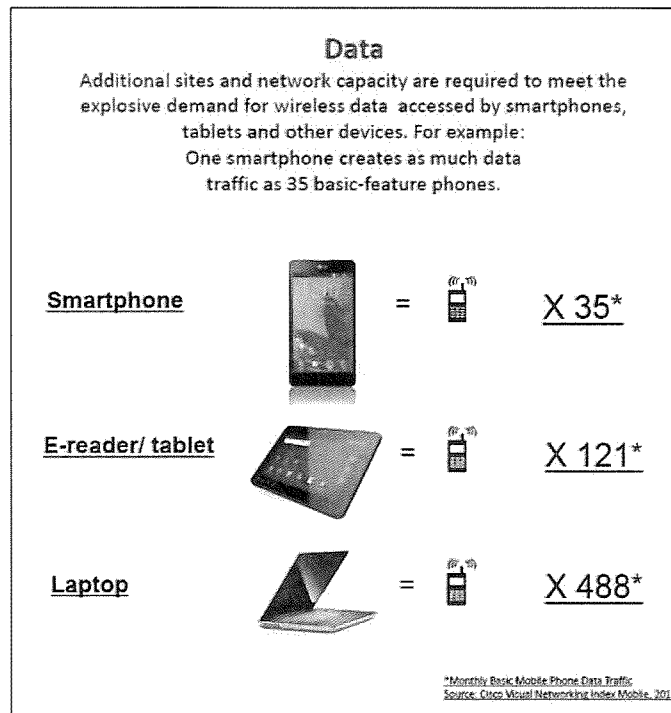 Data
Additional sites and network capacity are required to meet the
explosive demand for wireless data accessed by smartphones,
tablets and other devices. For example:
One smartphone creates as much data
traffic as 35 basic-feature phones.
Smartphone = X 35*
E-reader/ tablet = X 121*
Laptop = X 488*
*Monthly Basic Mobile Phone Data Traffic
Source: Cisco Visual Networking Index Mobile, 201